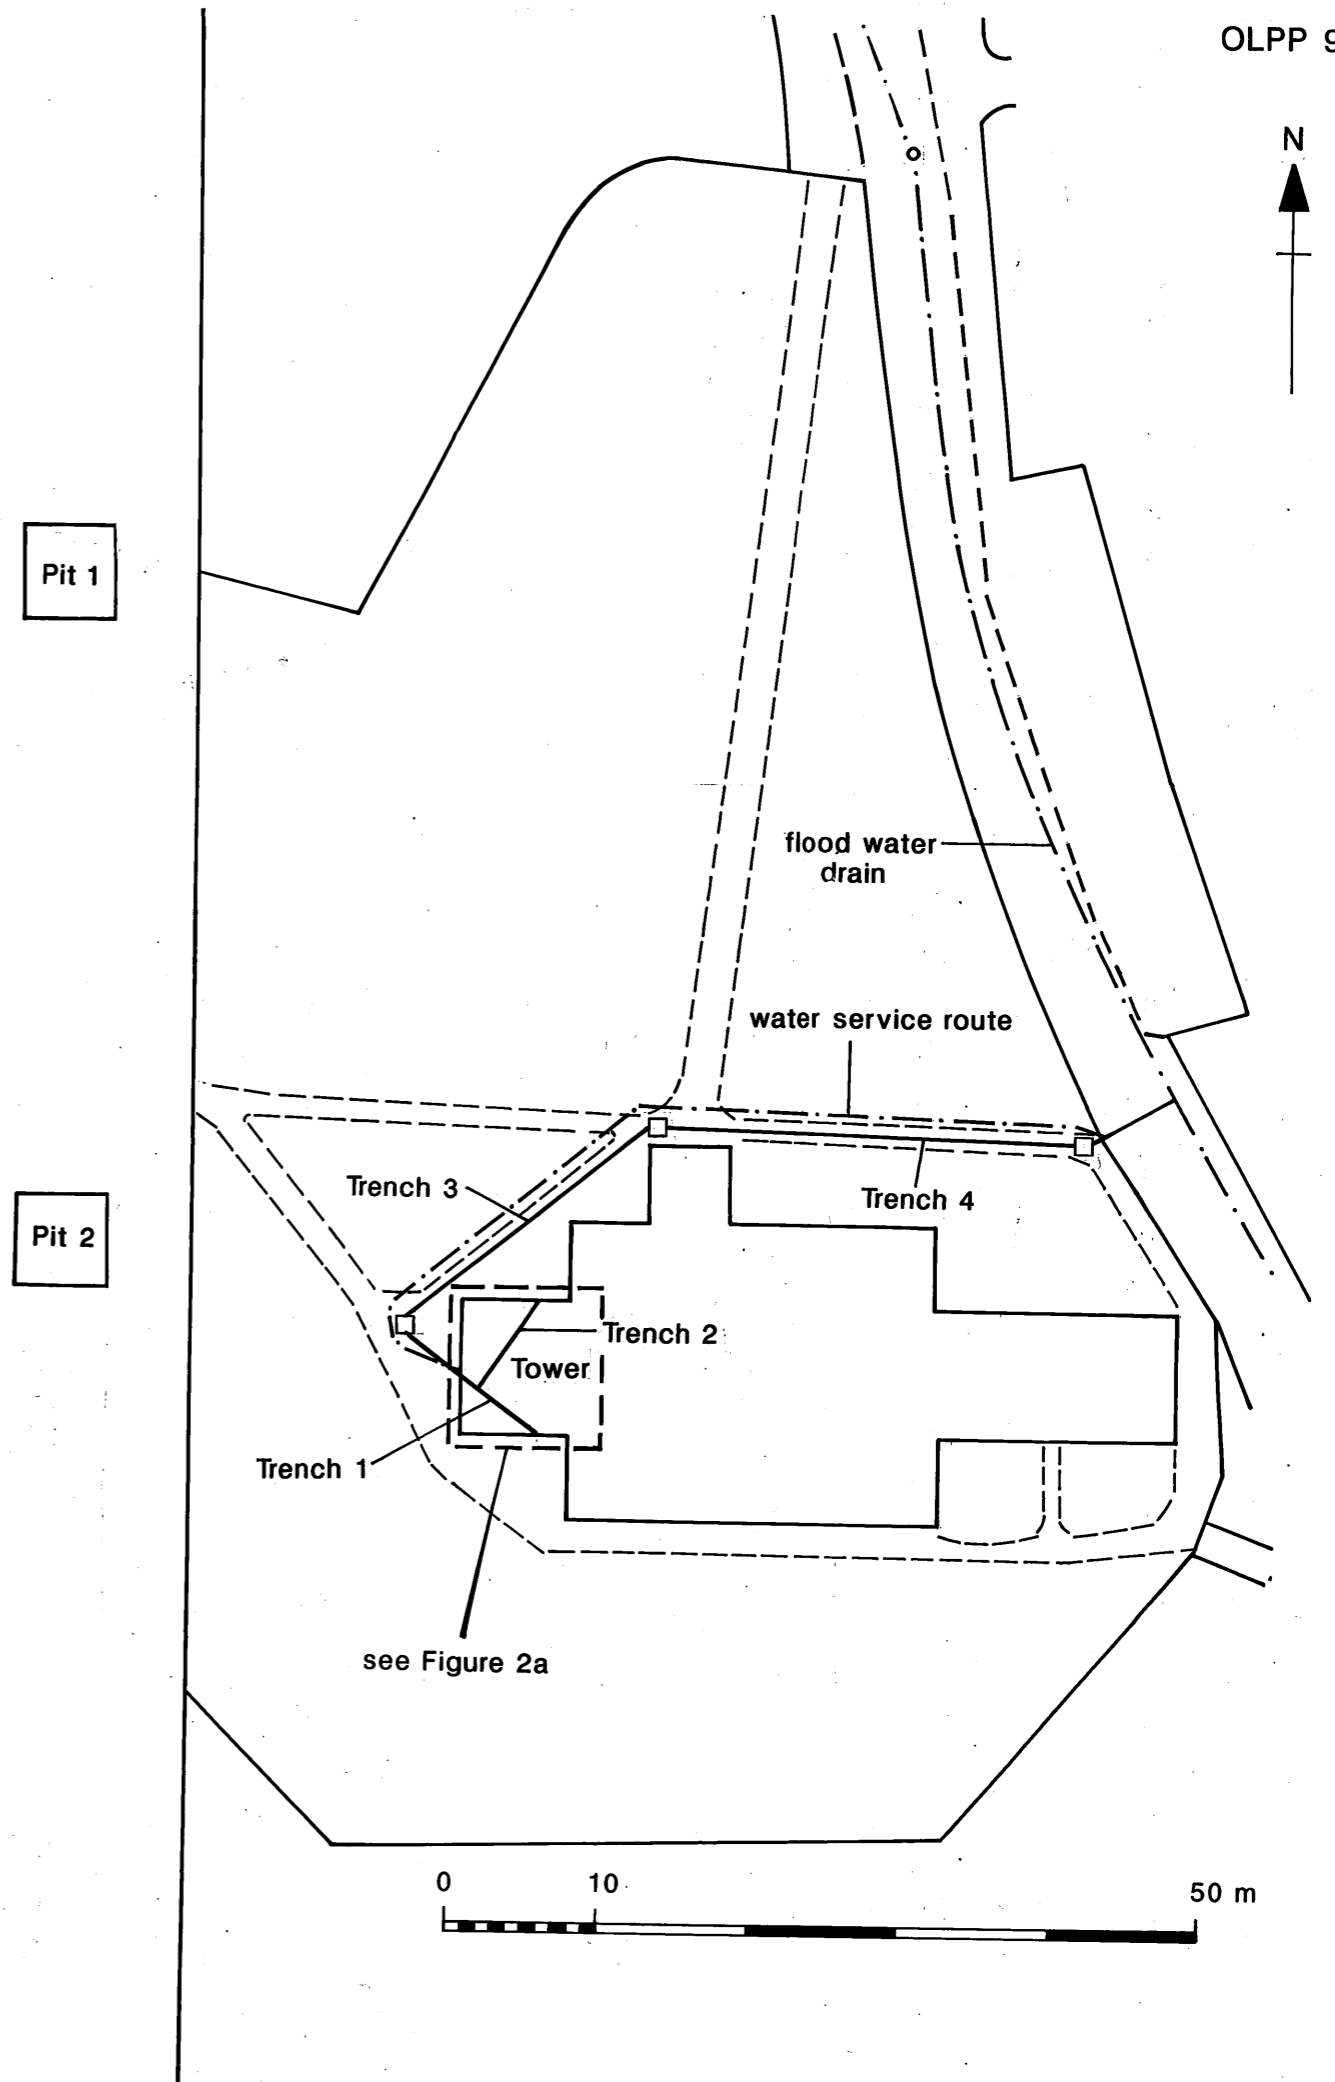 OLPP 9
N
Pit 1
flood water
drain
water service route
Trench 3
Trench 4
Pit 2
Trench 2
Tower
Trench 1
see Figure 2a
0 10 50 m